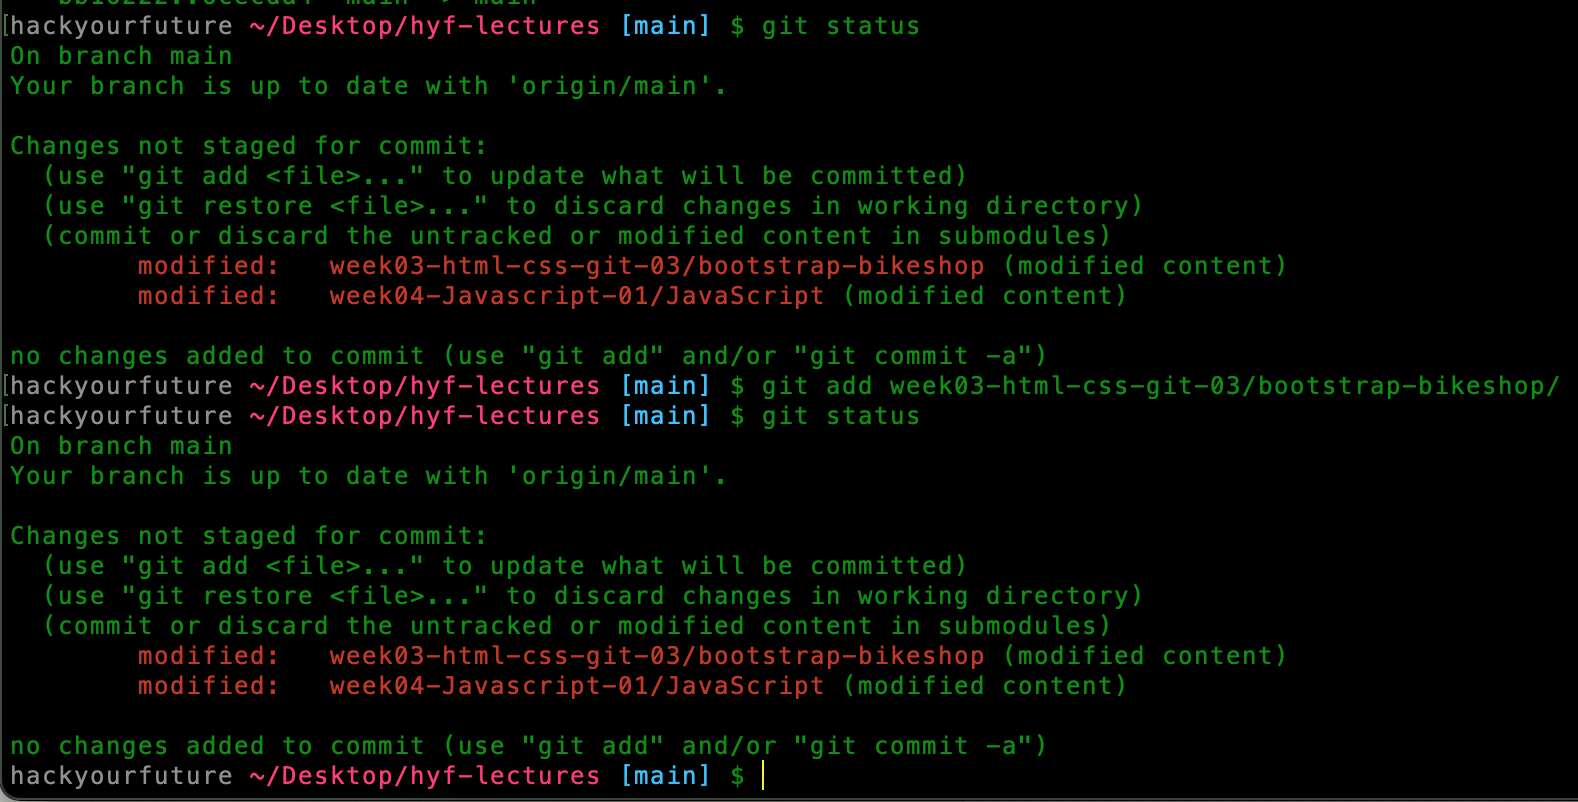 [hackyourfuture ~/Desktop/hyf-lectures [main] $ git status
On branch main
Your branch is up to date with 'origin/main'.
Changes not staged for commit:
  (use "git add <file>..." to update what will be committed)
  (use "git restore <file>..." to discard changes in working directory)
  (commit or discard the untracked or modified content in submodules)
        modified:   week03-html-css-git-03/bootstrap-bikeshop (modified content)
        modified:   week04-Javascript-01/JavaScript (modified content)
no changes added to commit (use "git add" and/or "git commit -a")
[hackyourfuture ~/Desktop/hyf-lectures [main] $ git add week03-html-css-git-03/bootstrap-bikeshop/
[hackyourfuture ~/Desktop/hyf-lectures [main] $ git status
On branch main
Your branch is up to date with 'origin/main'.
Changes not staged for commit:
  (use "git add <file>..." to update what will be committed)
  (use "git restore <file>..." to discard changes in working directory)
  (commit or discard the untracked or modified content in submodules)
        modified:   week03-html-css-git-03/bootstrap-bikeshop (modified content)
        modified:   week04-Javascript-01/JavaScript (modified content)
no changes added to commit (use "git add" and/or "git commit -a")
hackyourfuture ~/Desktop/hyf-lectures [main] $